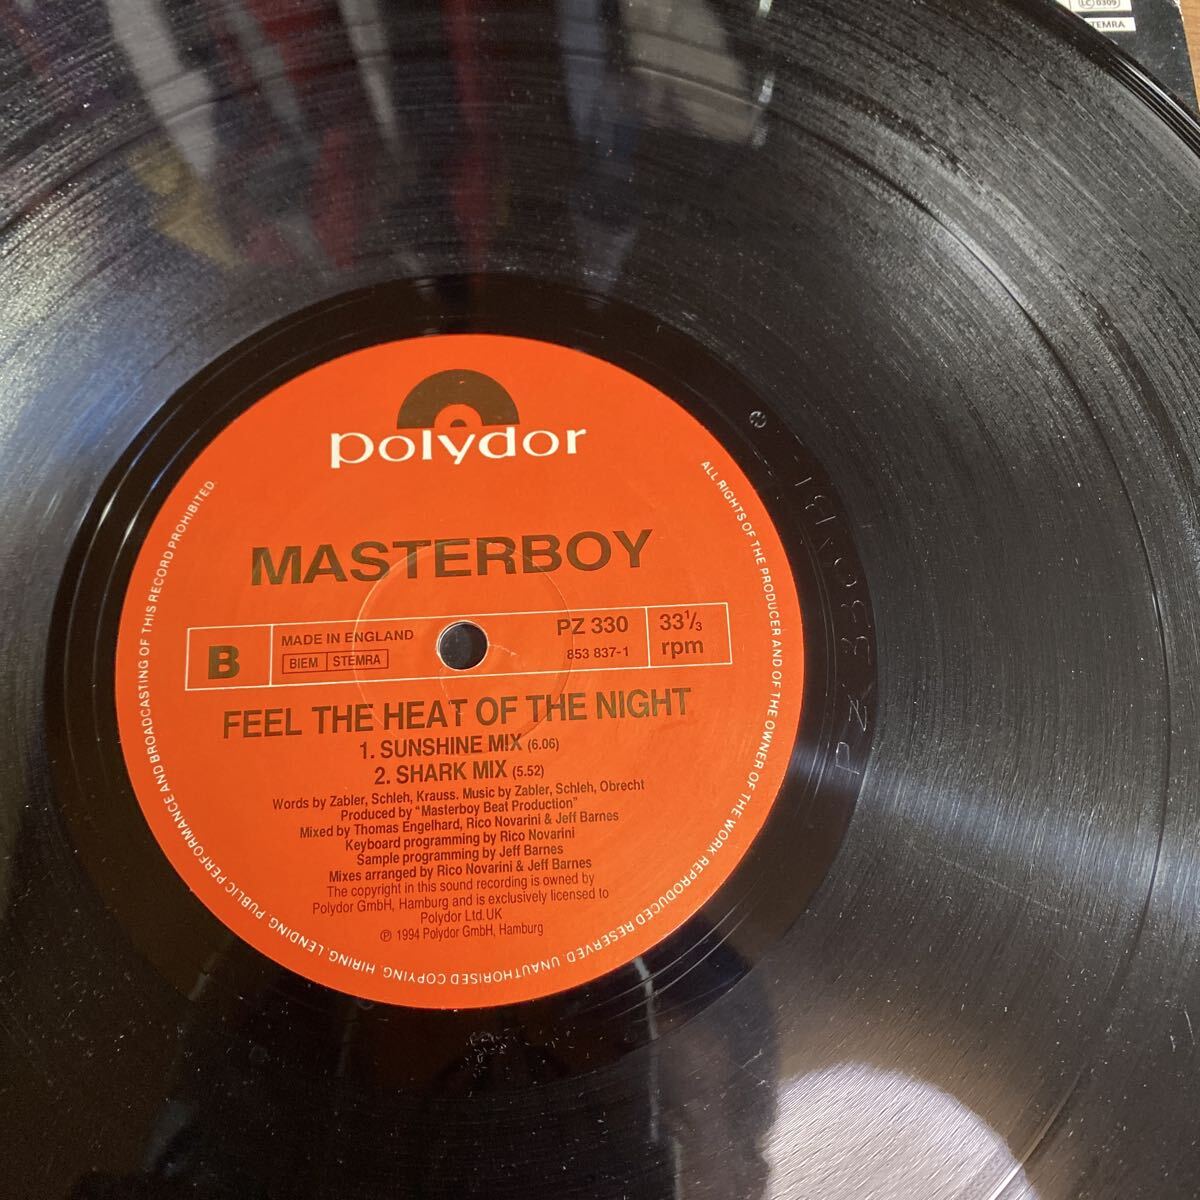 LC 0309
TEMRA
polydor
MASTERBOY
B
MADE IN ENGLAND
BIEM STEMRA
PZ 330
853 837-1
33⅓
rpm
FEEL THE HEAT OF THE NIGHT
1. SUNSHINE MIX (6.06)
2. SHARK MIX (5.52)
Words by Zabler, Schleh, Krauss. Music by Zabler, Schleh, Obrecht
Produced by "Masterboy Beat Production"
Mixed by Thomas Engelhard, Rico Novarini & Jeff Barnes
Keyboard programming by Rico Novarini
Sample programming by Jeff Barnes
Mixes arranged by Rico Novarini & Jeff Barnes
The copyright in this sound recording is owned by
Polydor GmbH, Hamburg and is exclusively licensed to
Polydor Ltd.UK
℗ 1994 Polydor GmbH, Hamburg
ALL RIGHTS OF THE PRODUCER AND OF THE OWNER OF THE WORK REPRODUCED RESERVED. UNAUTHORISED COPYING, HIRING, LENDING, PUBLIC PERFORMANCE AND BROADCASTING OF THIS RECORD PROHIBITED.
PZ 330